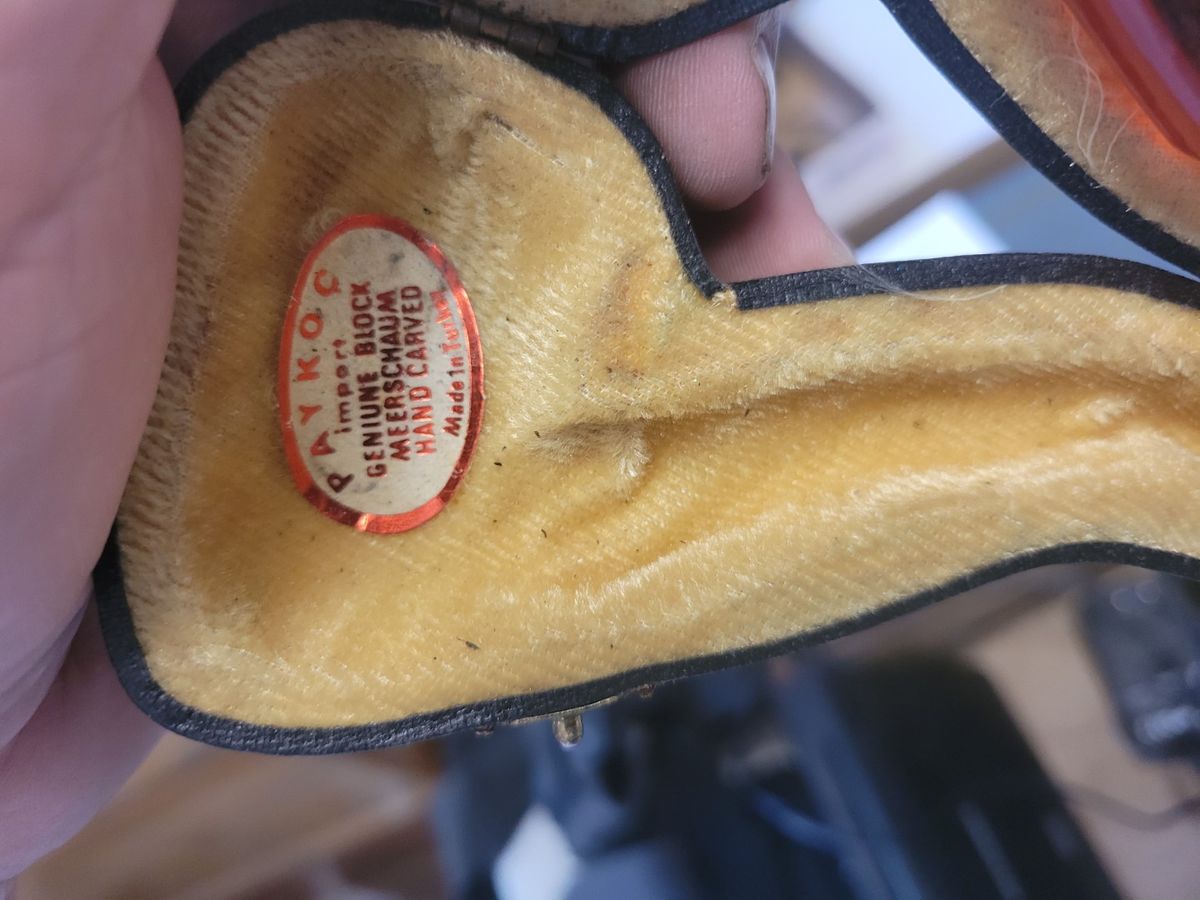 PAYKOÇ
import
GENIUNE BLOCK
MEERSCHAUM
HAND CARVED
Made in Turkey